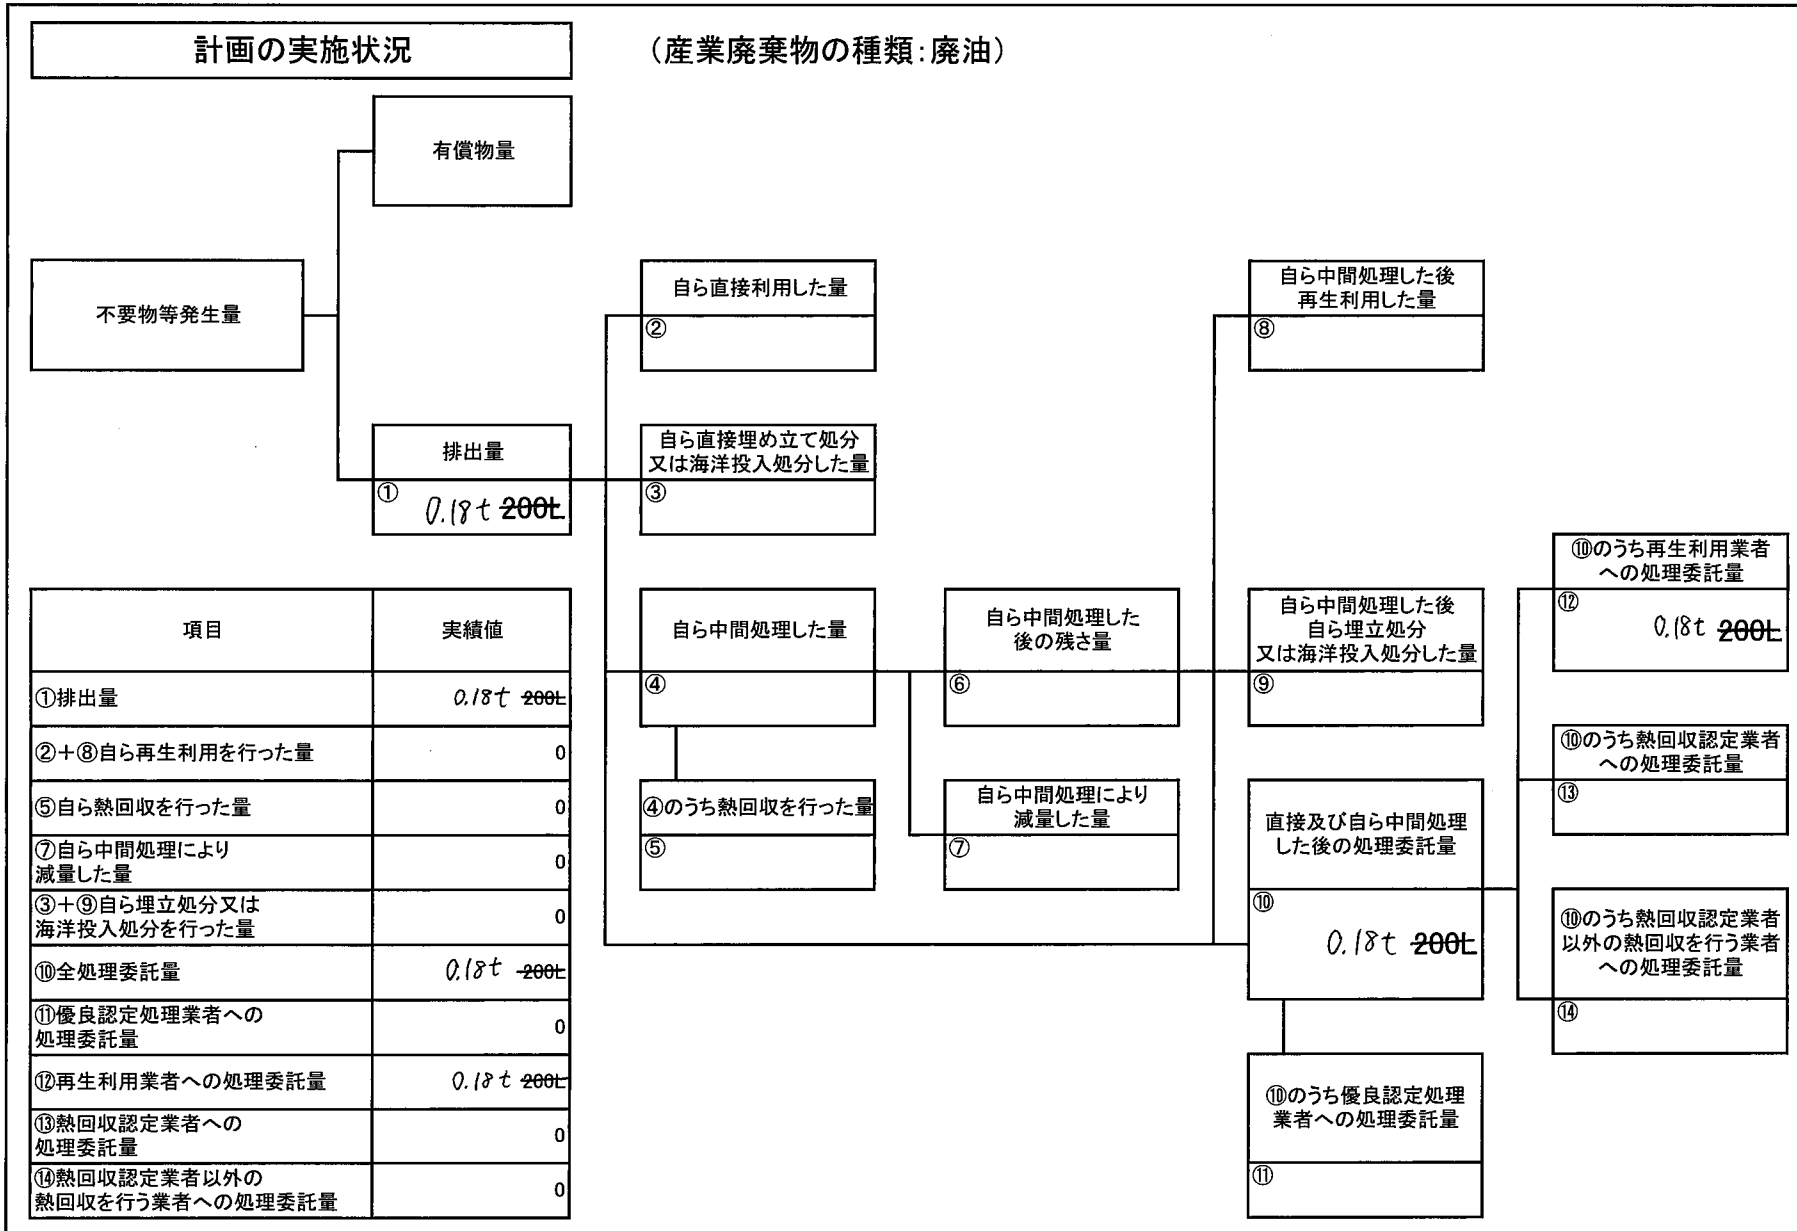 計画の実施状況
（産業廃棄物の種類：廃油）
有償物量
不要物等発生量
自ら直接利用した量
②
自ら中間処理した後
再生利用した量
⑧
排出量
① 0.18t 200L
自ら直接埋め立て処分
又は海洋投入処分した量
③
⑩のうち再生利用業者
への処理委託量
⑫ 0.18t 200L
自ら中間処理した量
④
自ら中間処理した
後の残さ量
⑥
自ら中間処理した後
自ら埋立処分
又は海洋投入処分した量
⑨
⑩のうち熱回収認定業者
への処理委託量
⑬
④のうち熱回収を行った量
⑤
自ら中間処理により
減量した量
⑦
直接及び自ら中間処理
した後の処理委託量
⑩ 0.18t 200L
⑩のうち熱回収認定業者
以外の熱回収を行う業者
への処理委託量
⑭
⑩のうち優良認定処理
業者への処理委託量
⑪
項目 実績値
①排出量 0.18t 200L
②＋⑧自ら再生利用を行った量 0
⑤自ら熱回収を行った量 0
⑦自ら中間処理により
減量した量 0
③＋⑨自ら埋立処分又は
海洋投入処分を行った量 0
⑩全処理委託量 0.18t 200L
⑪優良認定処理業者への
処理委託量 0
⑫再生利用業者への処理委託量 0.18t 200L
⑬熱回収認定業者への
処理委託量 0
⑭熱回収認定業者以外の
熱回収を行う業者への処理委託量 0